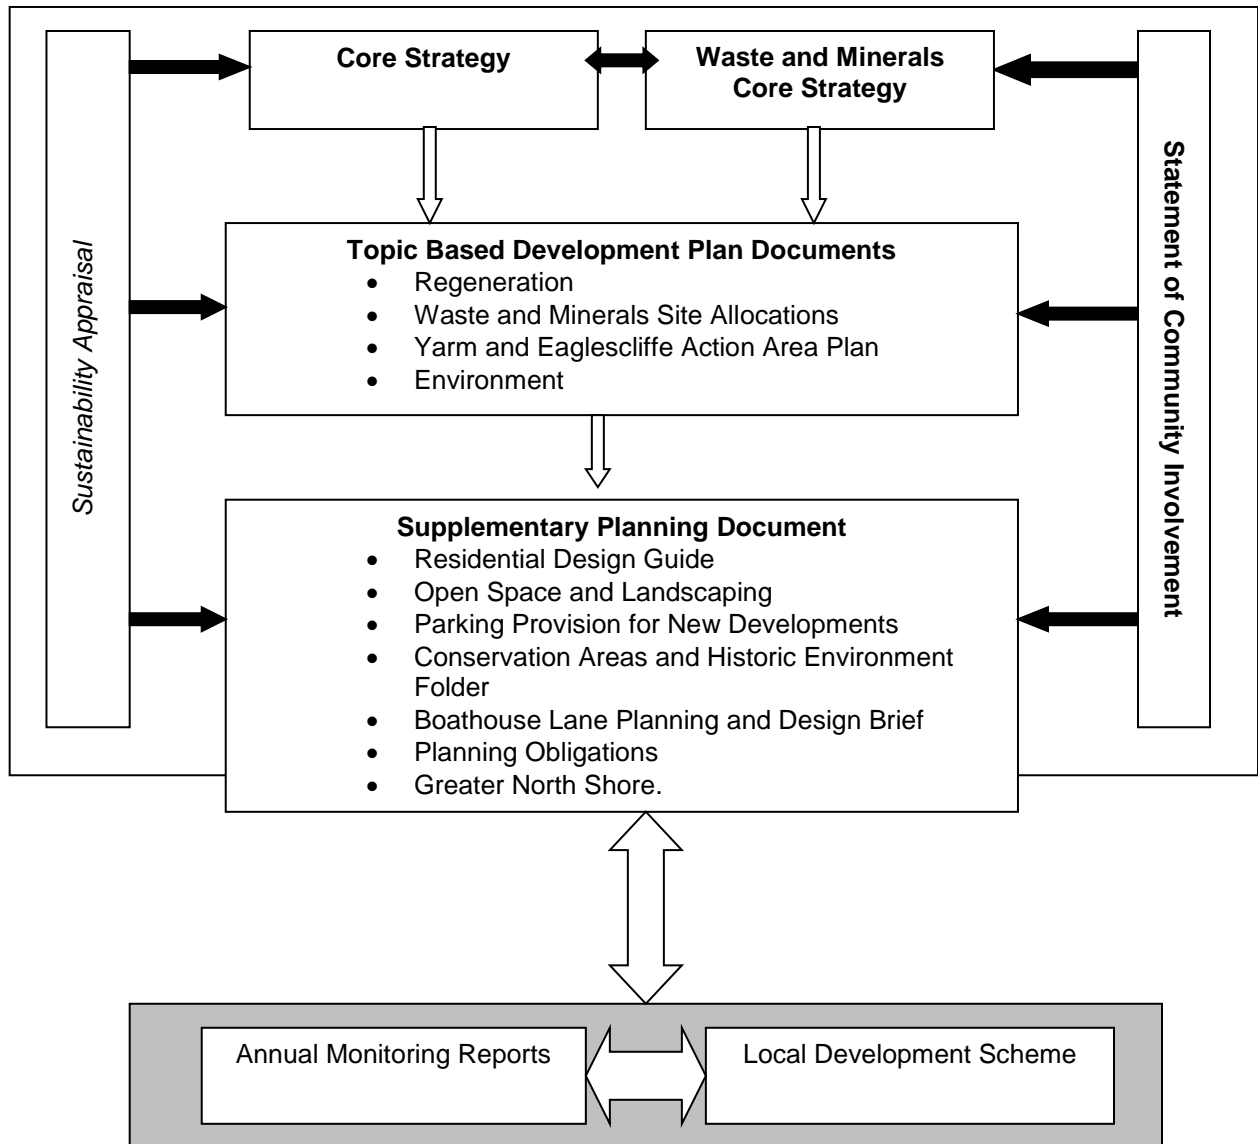 Core Strategy
Waste and Minerals
Core Strategy
Sustainability Appraisal
Statement of Community Involvement
Topic Based Development Plan Documents
• Regeneration
• Waste and Minerals Site Allocations
• Yarm and Eaglescliffe Action Area Plan
• Environment
Supplementary Planning Document
• Residential Design Guide
• Open Space and Landscaping
• Parking Provision for New Developments
• Conservation Areas and Historic Environment
Folder
• Boathouse Lane Planning and Design Brief
• Planning Obligations
• Greater North Shore.
Annual Monitoring Reports
Local Development Scheme